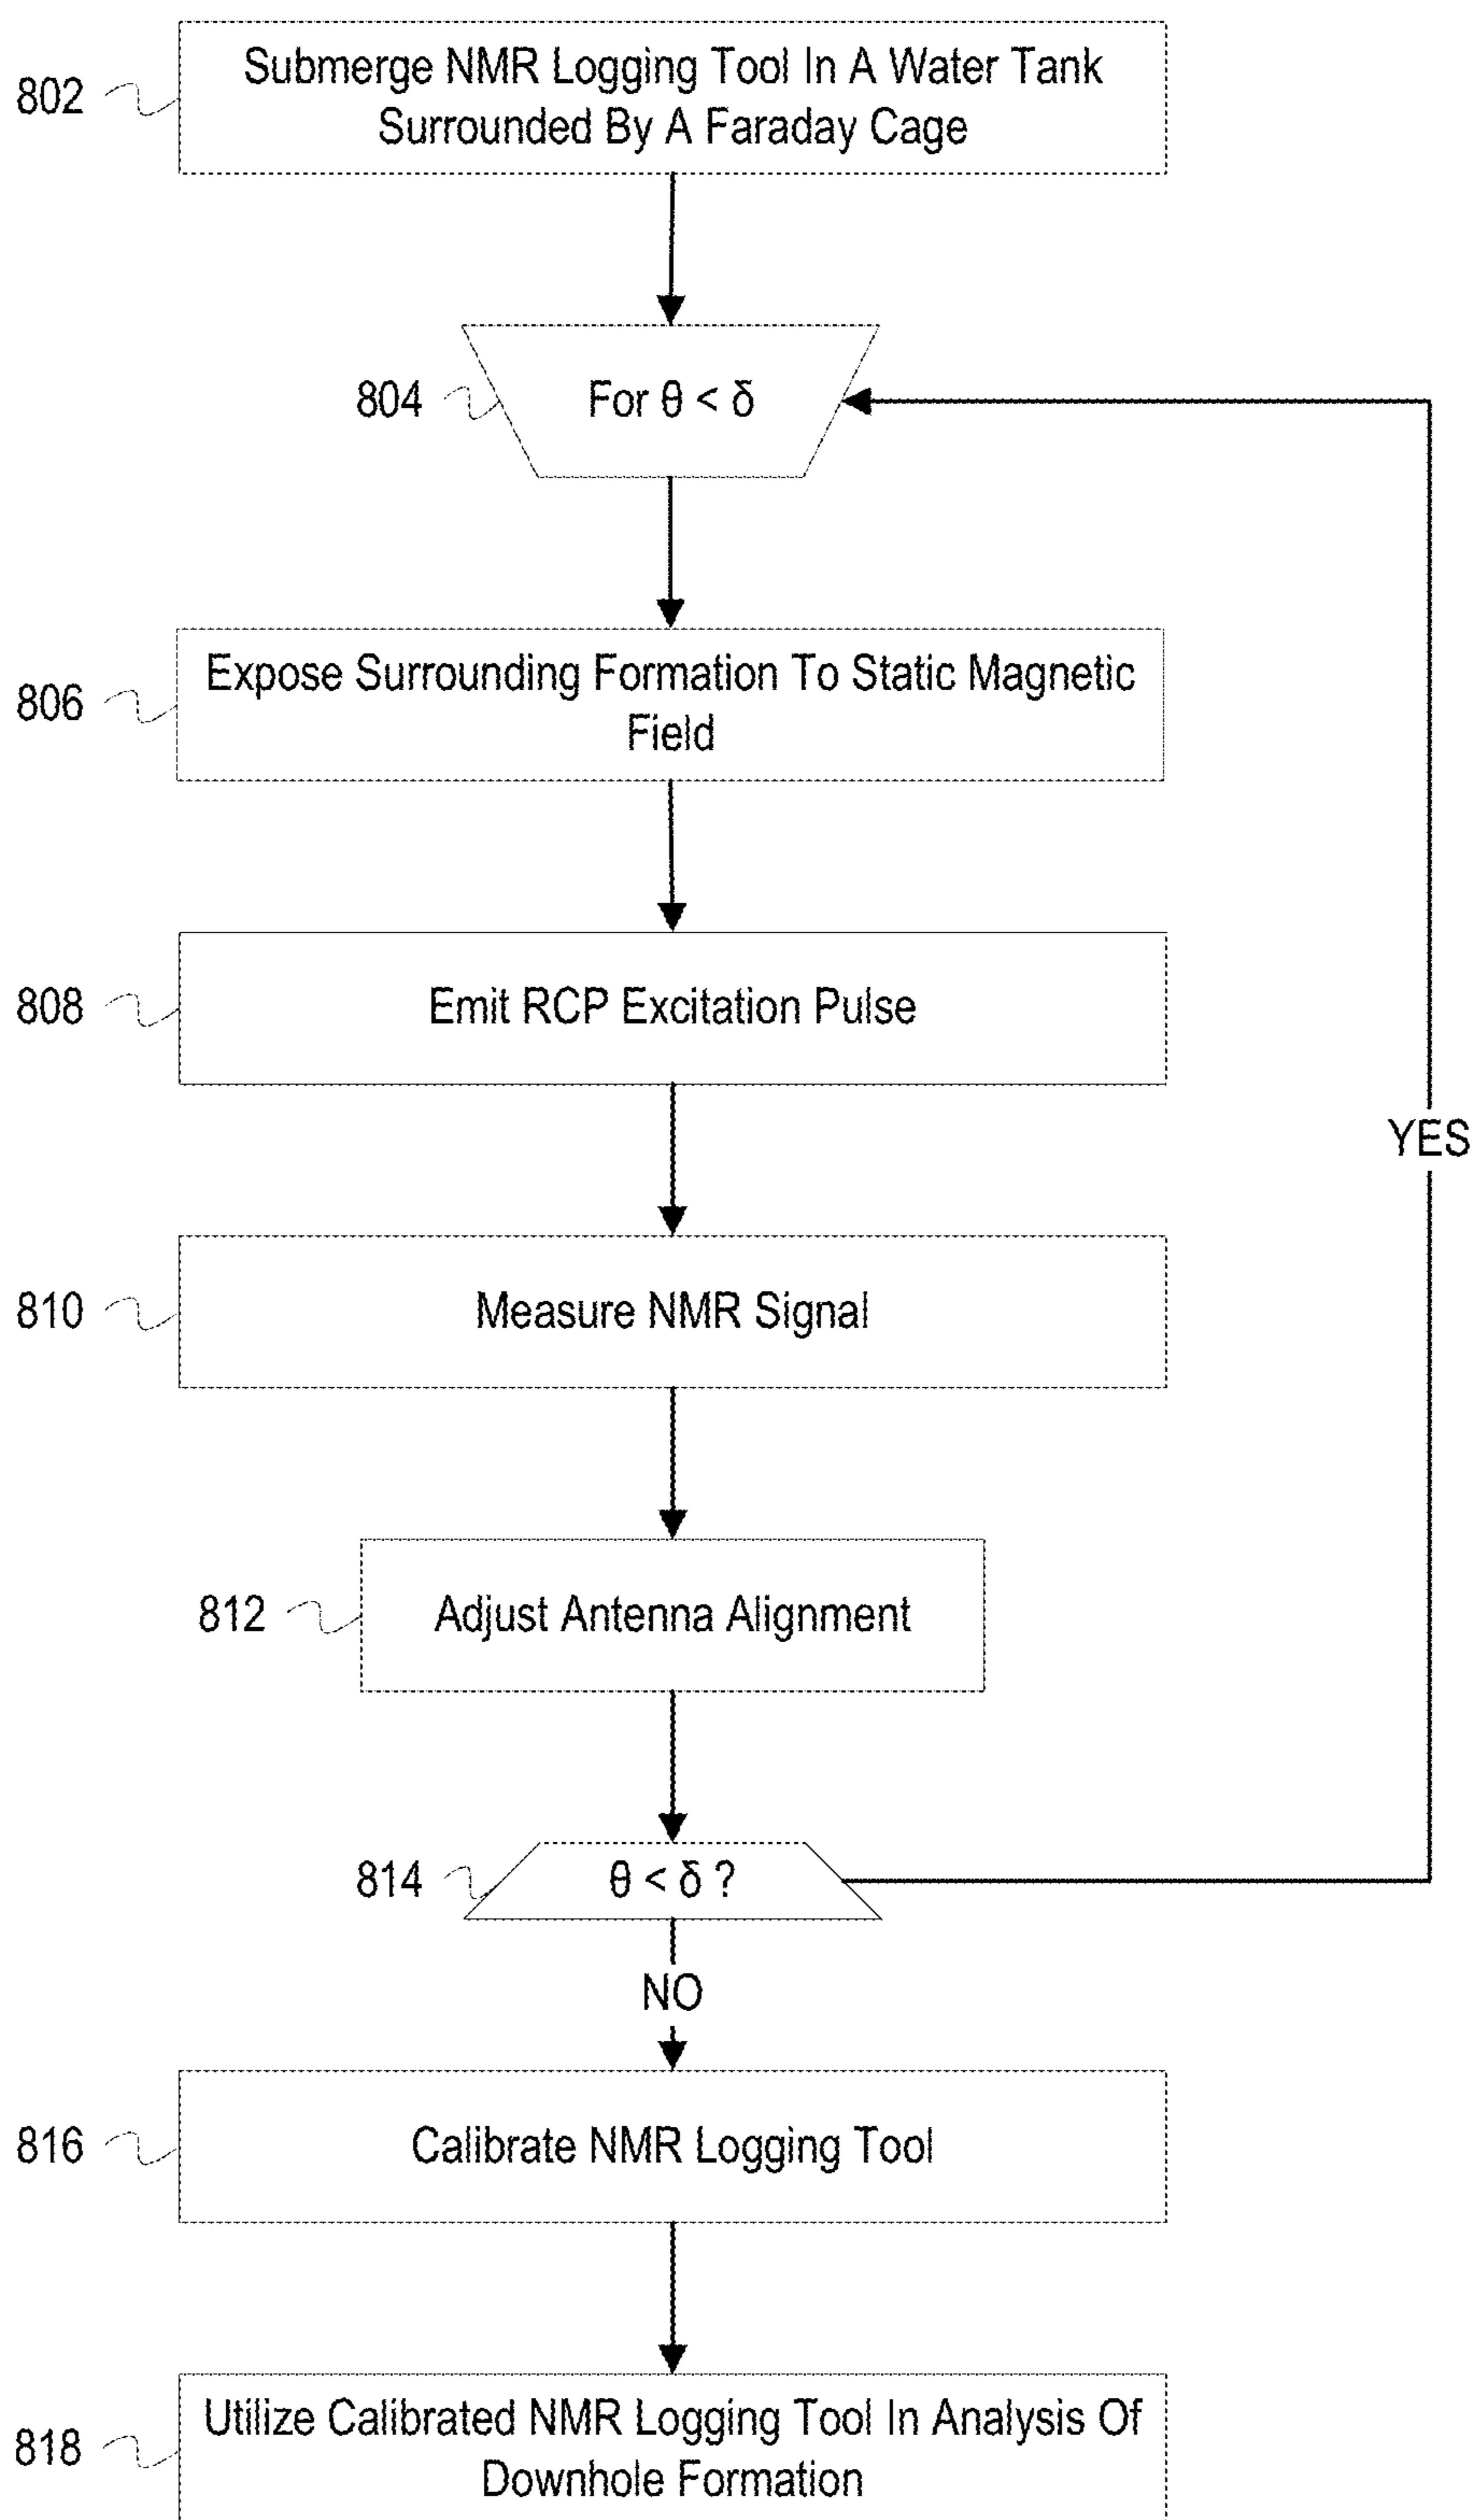 802
Submerge NMR Logging Tool In A Water Tank
Surrounded By A Faraday Cage
804
For θ < δ
806
Expose Surrounding Formation To Static Magnetic
Field
808
Emit RCP Excitation Pulse
YES
810
Measure NMR Signal
812
Adjust Antenna Alignment
814
θ < δ ?
NO
816
Calibrate NMR Logging Tool
818
Utilize Calibrated NMR Logging Tool In Analysis Of
Downhole Formation